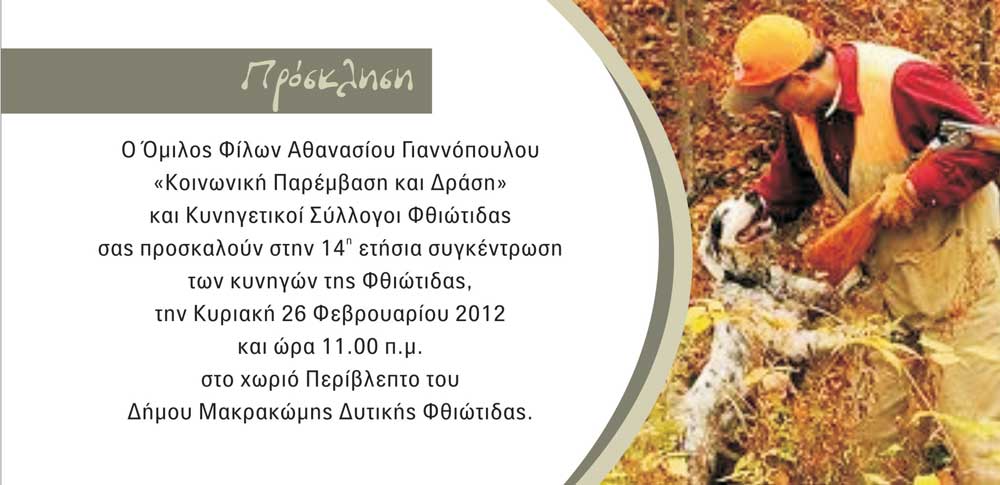 Πρόσκληση
Ο Όμιλος Φίλων Αθανασίου Γιαννόπουλου
«Κοινωνική Παρέμβαση και Δράση»
και Κυνηγετικοί Σύλλογοι Φθιώτιδας
σας προσκαλούν στην 14η ετήσια συγκέντρωση
των κυνηγών της Φθιώτιδας,
την Κυριακή 26 Φεβρουαρίου 2012
και ώρα 11.00 π.μ.
στο χωριό Περίβλεπτο του
Δήμου Μακρακώμης Δυτικής Φθιώτιδας.